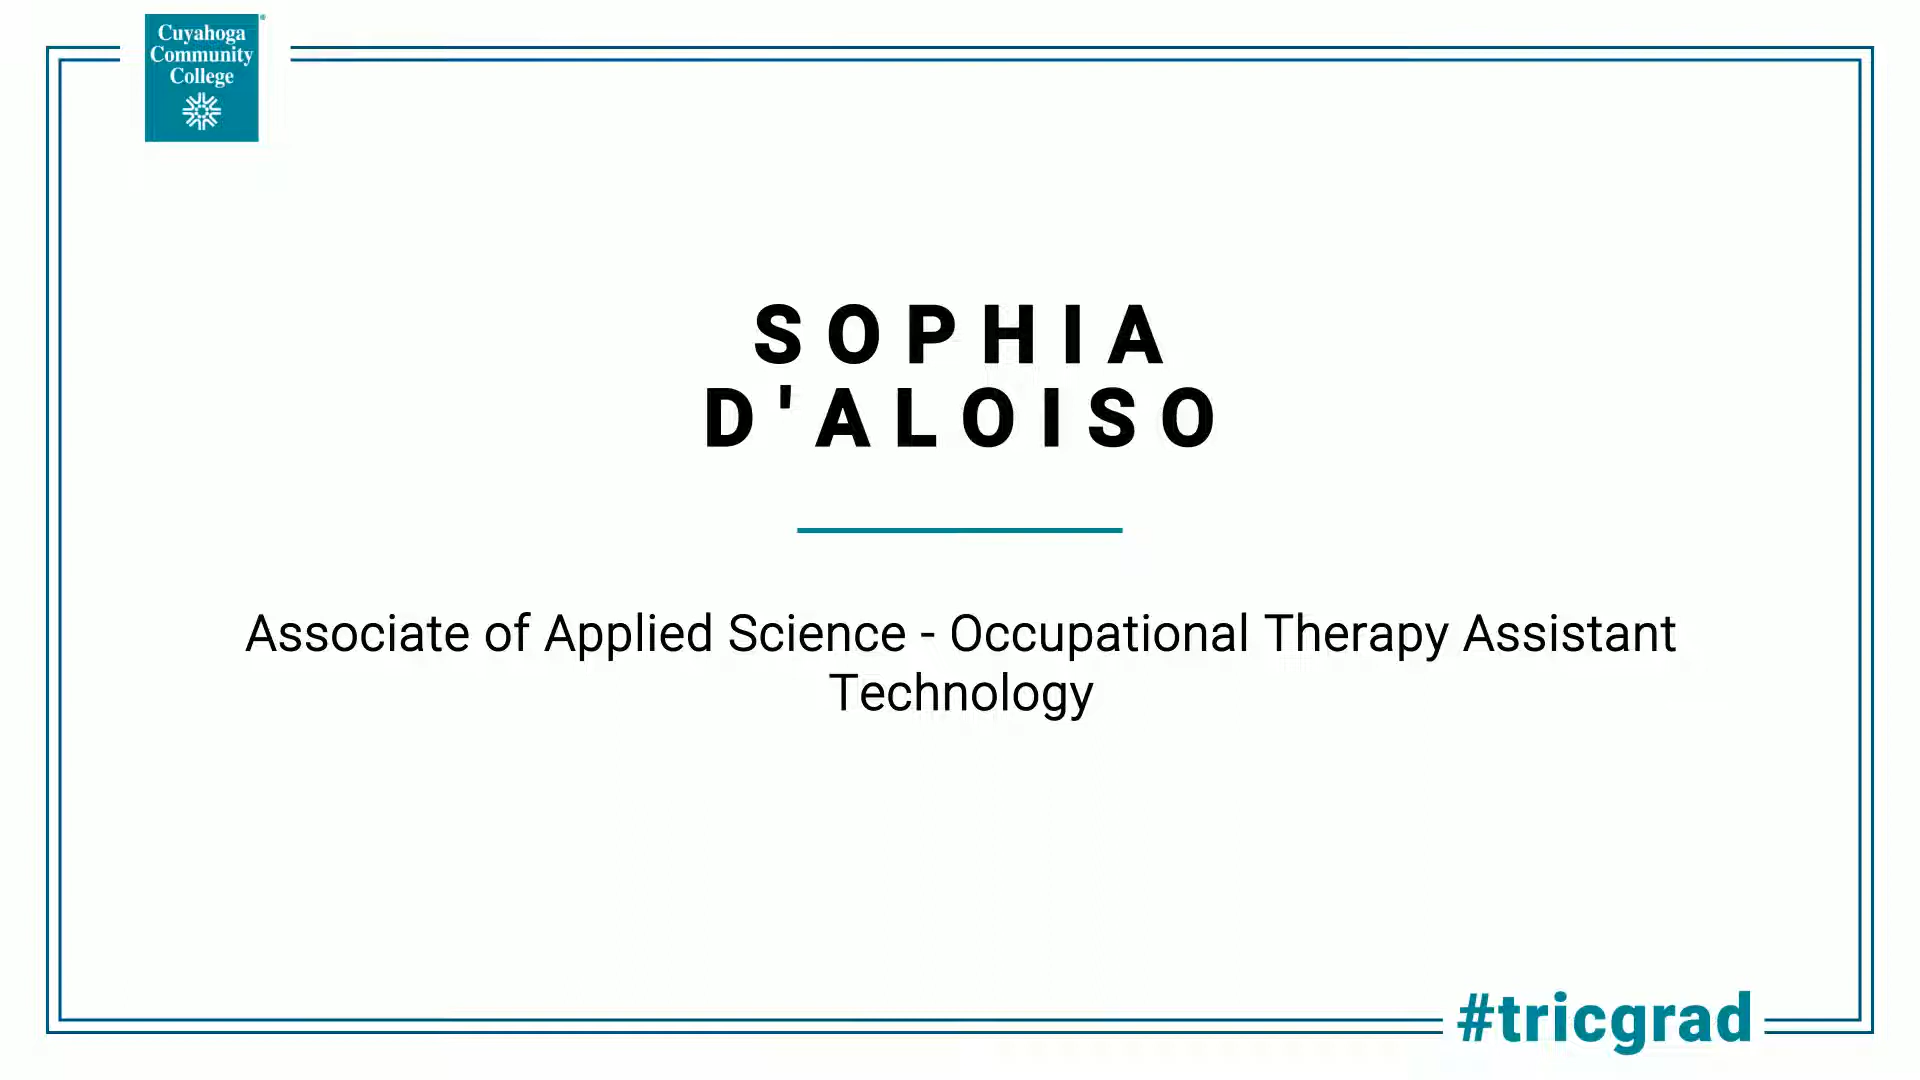 Cuyahoga
Community
College
SOPHIA
D'ALOISO
Associate of Applied Science - Occupational Therapy Assistant
Technology
#tricgrad